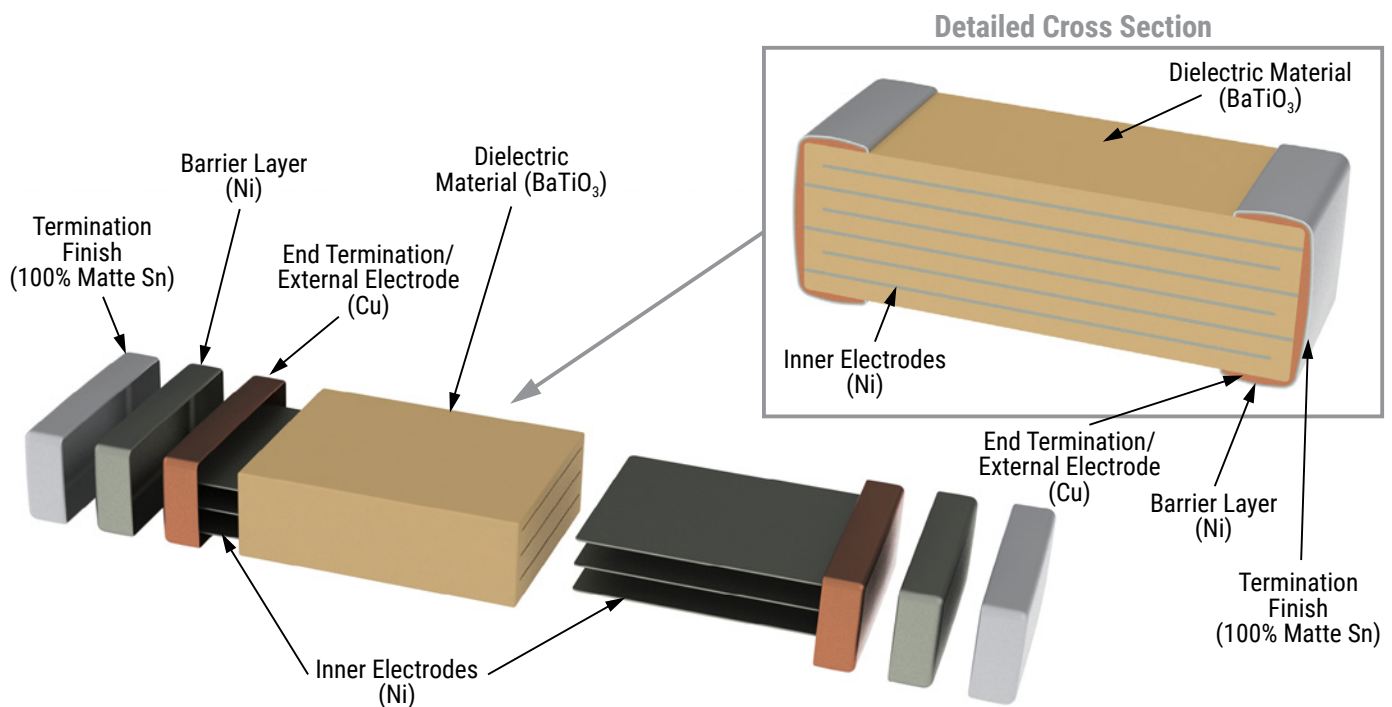 Detailed Cross Section
Dielectric Material
(BaTiO₃)
Inner Electrodes
(Ni)
End Termination/
External Electrode
(Cu)
Barrier Layer
(Ni)
Termination
Finish
(100% Matte Sn)
Dielectric
Material (BaTiO₃)
Barrier Layer
(Ni)
Termination
Finish
(100% Matte Sn)
End Termination/
External Electrode
(Cu)
Inner Electrodes
(Ni)